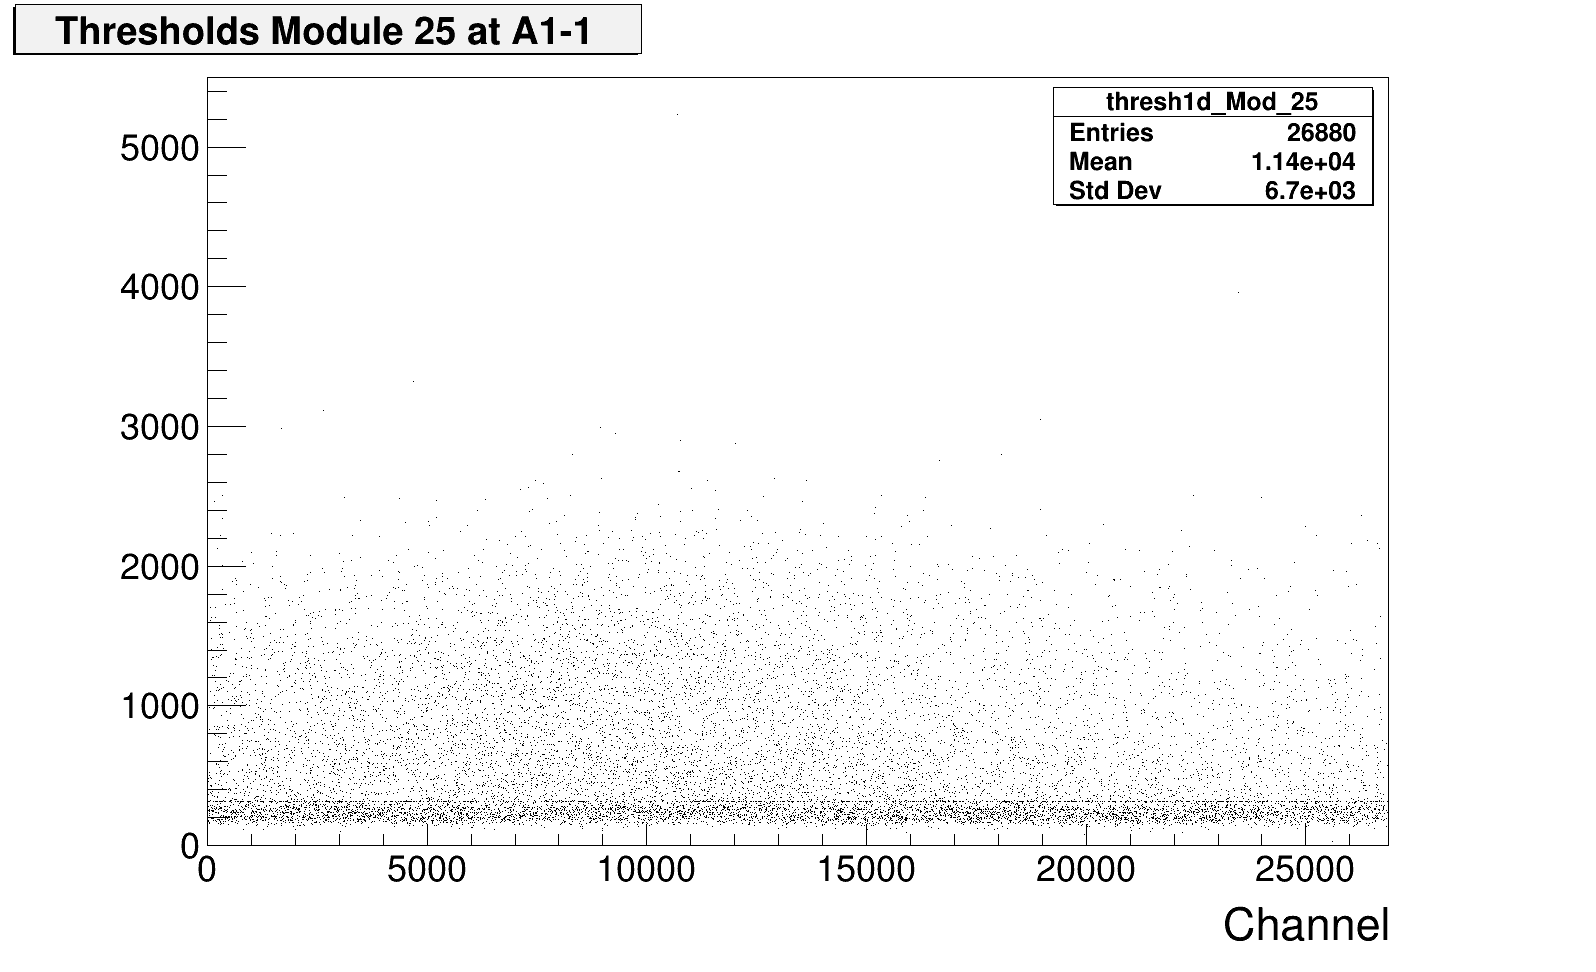 Thresholds Module 25 at A1-1
thresh1d_Mod_25
Entries 26880
Mean 1.14e+04
Std Dev 6.7e+03
5000
4000
3000
2000
1000
0
0 5000 10000 15000 20000 25000
Channel